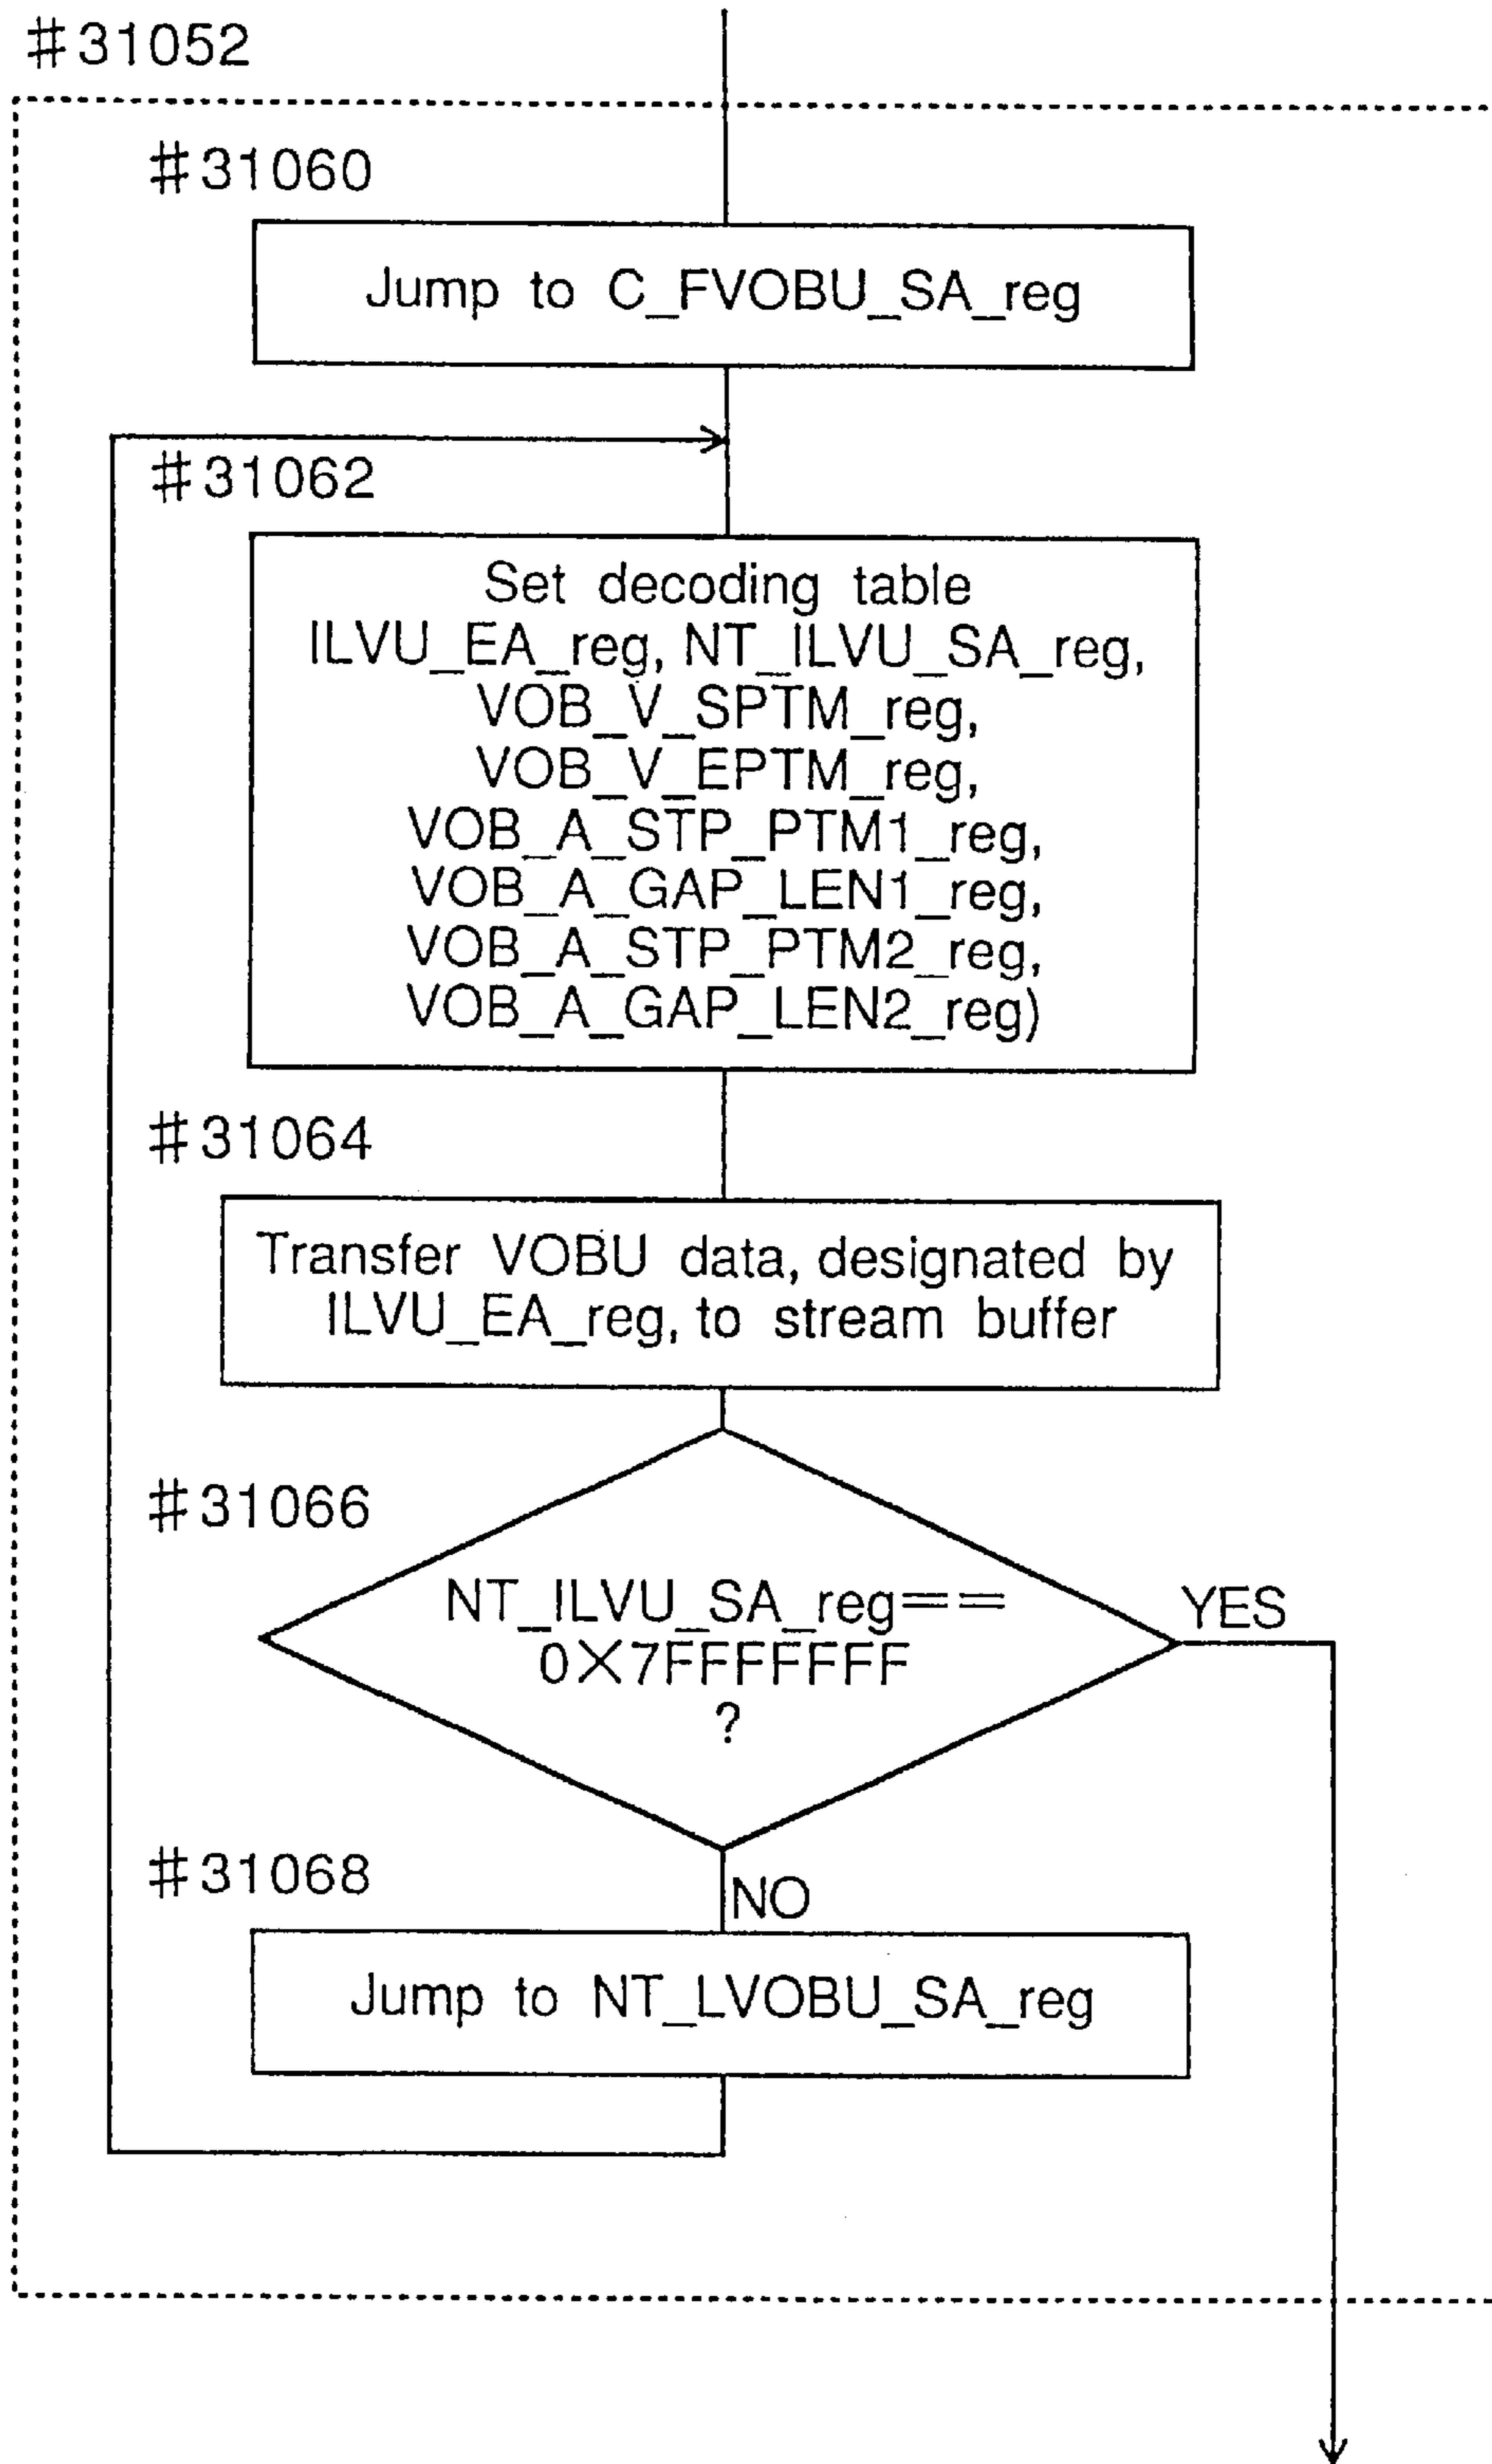 #31052
#31060
Jump to C_FVOBU_SA_reg
#31062
Set decoding table
ILVU_EA_reg, NT_ILVU_SA_reg,
VOB_V_SPTM_reg,
VOB_V_EPTM_reg,
VOB_A_STP_PTM1_reg,
VOB_A_GAP_LEN1_reg,
VOB_A_STP_PTM2_reg,
VOB_A_GAP_LEN2_reg)
#31064
Transfer VOBU data, designated by
ILVU_EA_reg, to stream buffer
#31066
NT_ILVU_SA_reg==
0X7FFFFFFF
?
YES
#31068
NO
Jump to NT_LVOBU_SA_reg